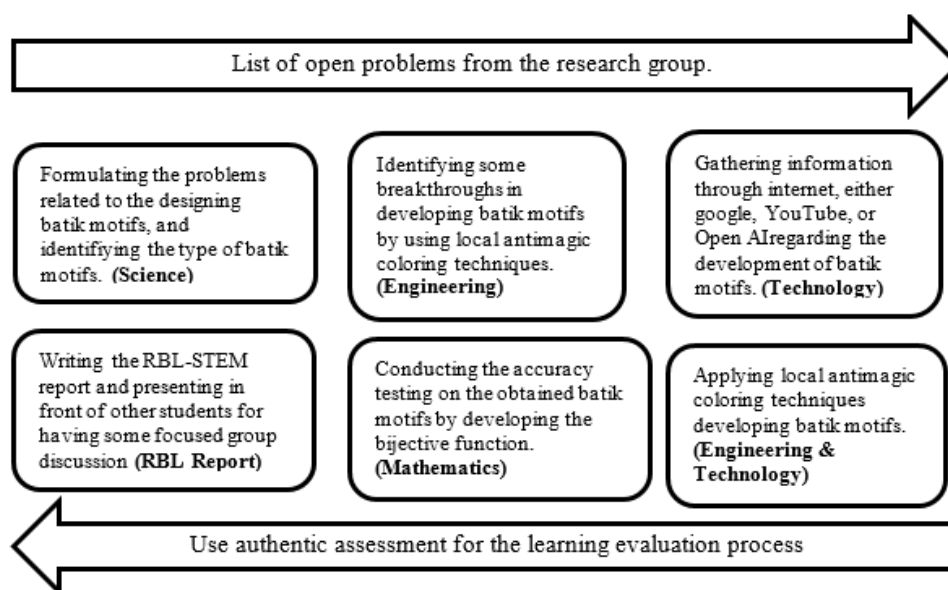 List of open problems from the research group.
Formulating the problems
related to the designing
batik motifs, and
identifiying the type of batik
motifs. (Science)
Identifying some
breakthroughs in
developing batik motifs
by using local antimagic
coloring techniques.
(Engineering)
Gathering information
through internet, either
google, YouTube, or
Open AIregarding the
development of batik
motifs. (Technology)
Writing the RBL-STEM
report and presenting in
front of other students for
having some focused group
discussion (RBL Report)
Conducting the accuracy
testing on the obtained batik
motifs by developing the
bijective function.
(Mathematics)
Applying local antimagic
coloring techniques
developing batik motifs.
(Engineering &
Technology)
Use authentic assessment for the learning evaluation process